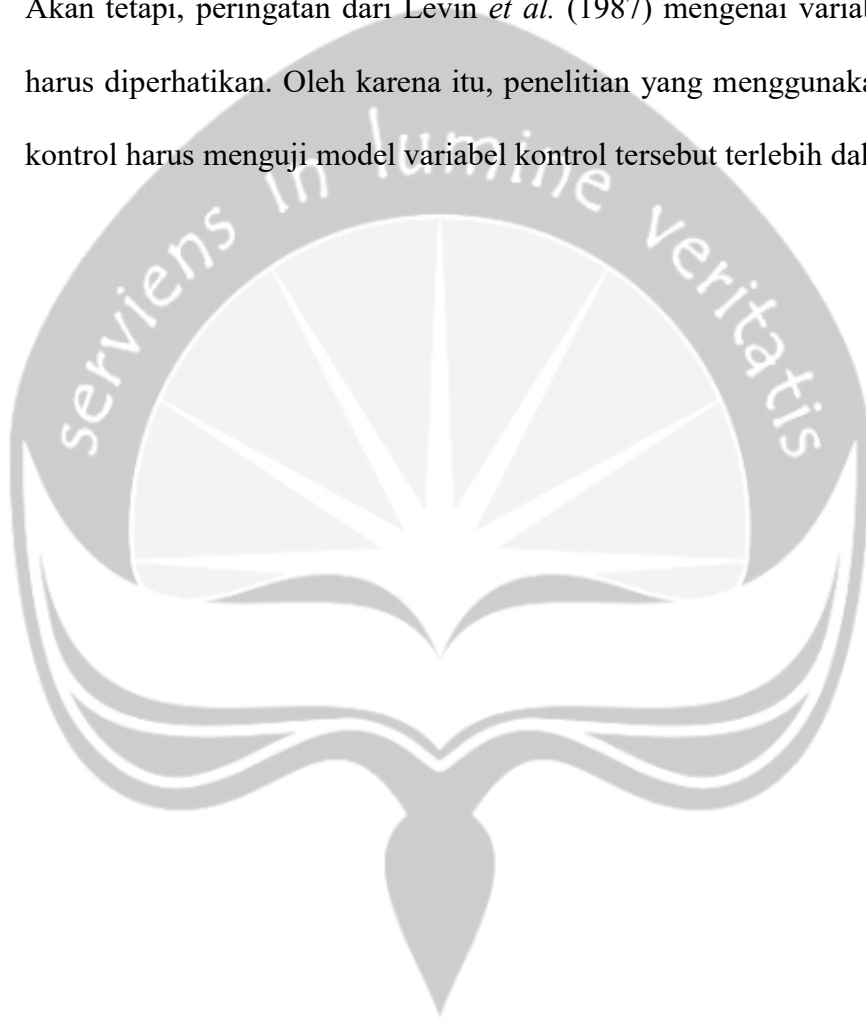 Akan tetapi, peringatan dari Levin et al. (1987) mengenai
harus diperhatikan. Oleh karena itu, penelitian yang
kontrol harus menguji model variabel kontrol tersebut terlebih
serviens in lumine veritatis